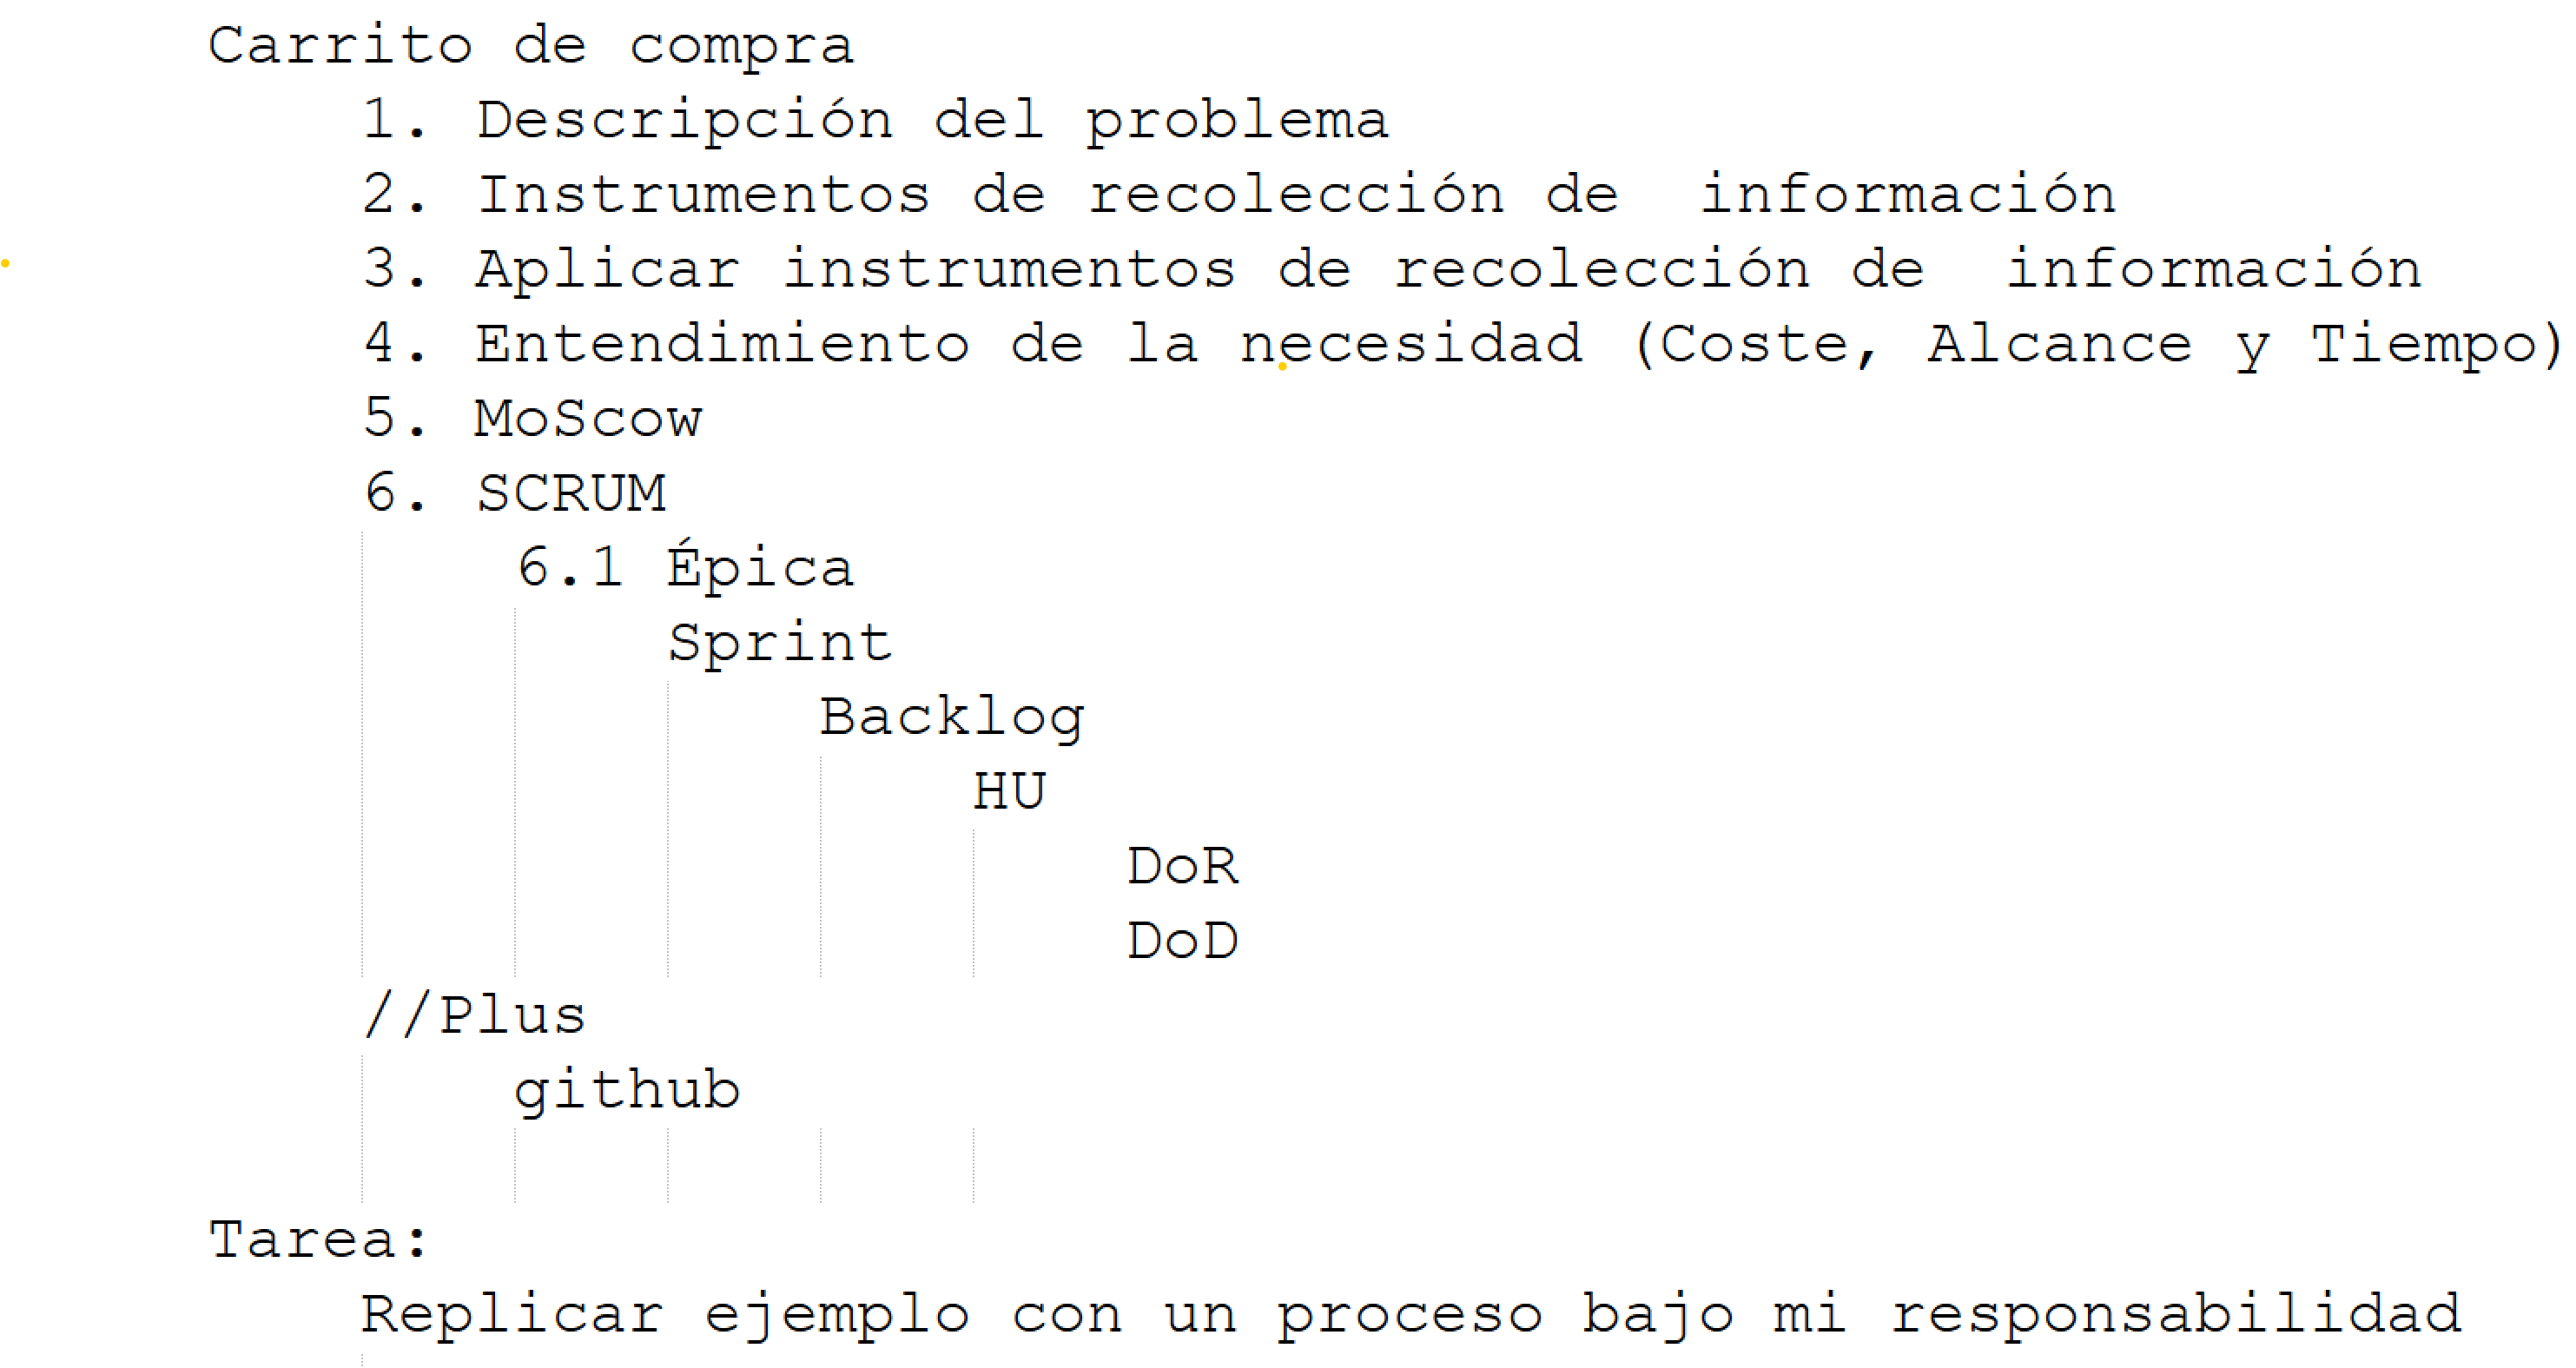 Carrito de compra
1. Descripción del problema
2. Instrumentos de recolección de  información
3. Aplicar instrumentos de recolección de  información
4. Entendimiento de la necesidad (Coste, Alcance y Tiempo)
5. MoScow
6. SCRUM
6.1 Épica
Sprint
Backlog
HU
DoR
DoD
//Plus
github
Tarea:
Replicar ejemplo con un proceso bajo mi responsabilidad